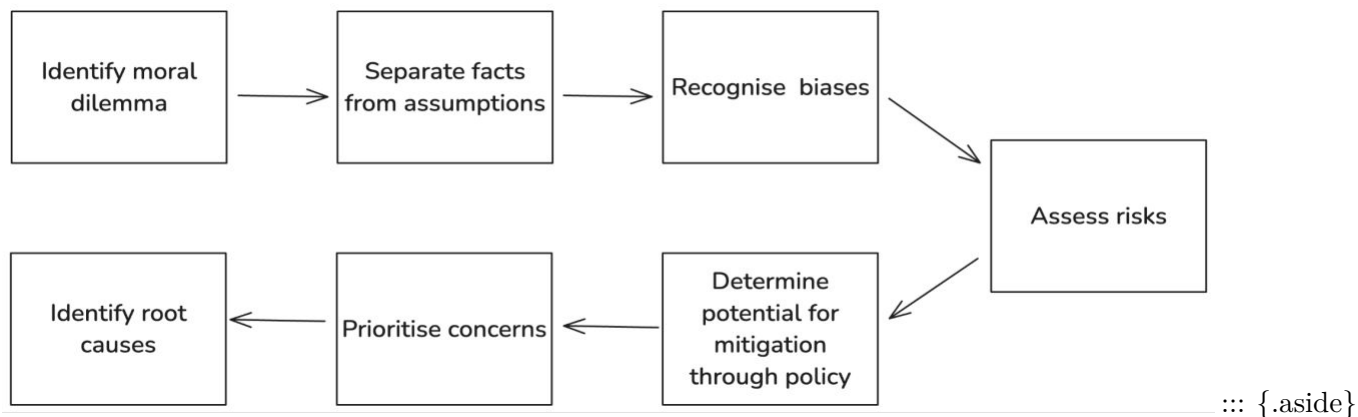 Identify moral
dilemma
Separate facts
from assumptions
Recognise biases
Assess risks
Determine
potential for
mitigation
through policy
Prioritise concerns
Identify root
causes
::: {.aside}